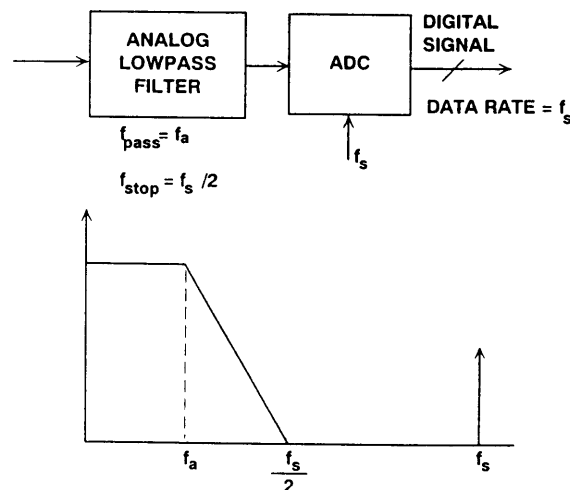 ANALOG
LOWPASS
FILTER
ADC
DIGITAL
SIGNAL
DATA RATE = fs
fpass = fa
fs
fstop = fs /2
fa
fs
2
fs